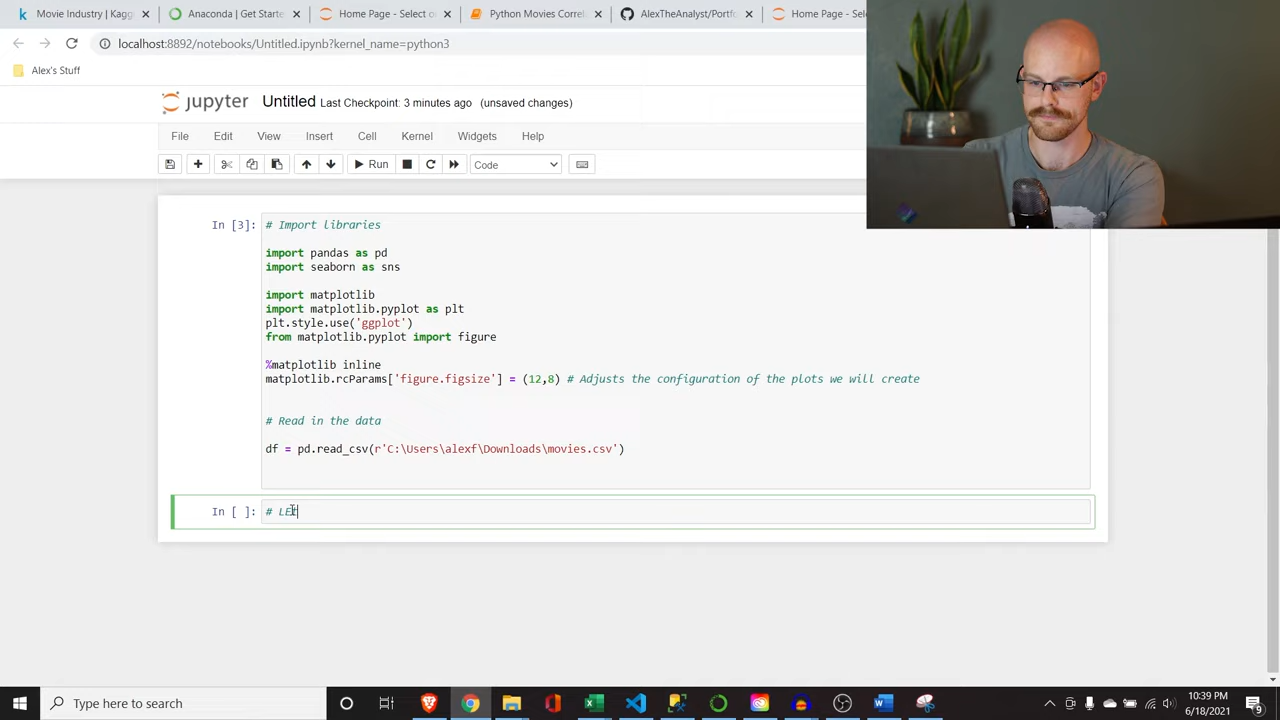 Movie Industry | Kagg
Anaconda | Get Starte
Home Page - Select or
Python Movies Correl
AlexTheAnalyst/Portfo
Home Page - Sele
localhost:8892/notebooks/Untitled.ipynb?kernel_name=python3
Alex's Stuff
jupyter Untitled Last Checkpoint: 3 minutes ago (unsaved changes)
File Edit View Insert Cell Kernel Widgets Help
Run Code
In [3]: # Import libraries
import pandas as pd
import seaborn as sns
import matplotlib
import matplotlib.pyplot as plt
plt.style.use('ggplot')
from matplotlib.pyplot import figure
%matplotlib inline
matplotlib.rcParams['figure.figsize'] = (12,8) # Adjusts the configuration of the plots we will create
# Read in the data
df = pd.read_csv(r'C:\Users\alexf\Downloads\movies.csv')
In [ ]: #
Type here to search
10:39 PM
6/18/2021